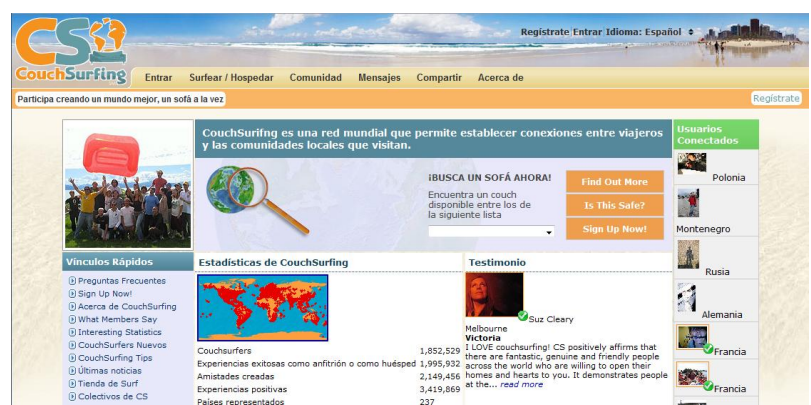 Regístrate Entrar Idioma: Español
CS
CouchSurfing
Entrar Surfear / Hospedar Comunidad Mensajes Compartir Acerca de
Participa creando un mundo mejor, un sofá a la vez
Regístrate
CouchSurifng es una red mundial que permite establecer conexiones entre viajeros
y las comunidades locales que visitan.
¡BUSCA UN SOFÁ AHORA!
Encuentra un couch
disponible entre los de
la siguiente lista
Find Out More
Is This Safe?
Sign Up Now!
Usuarios
Conectados
Polonia
Montenegro
Rusia
Alemania
Francia
Francia
Vínculos Rápidos
Preguntas Frecuentes
Sign Up Now!
Acerca de CouchSurfing
What Members Say
Interesting Statistics
CouchSurfers Nuevos
CouchSurfing Tips
Últimas noticias
Tienda de Surf
Colectivos de CS
Estadísticas de CouchSurfing
Couchsurfers 1,852,529
Experiencias exitosas como anfitrión o como huésped 1,995,932
Amistades creadas 2,149,456
Experiencias positivas 3,419,869
Países representados 237
Testimonio
Suz Cleary
Melbourne
Victoria
I LOVE couchsurfing! CS positively affirms that
there are fantastic, genuine and friendly people
across the world who are willing to open their
homes and hearts to you. It demonstrates people
at the... read more